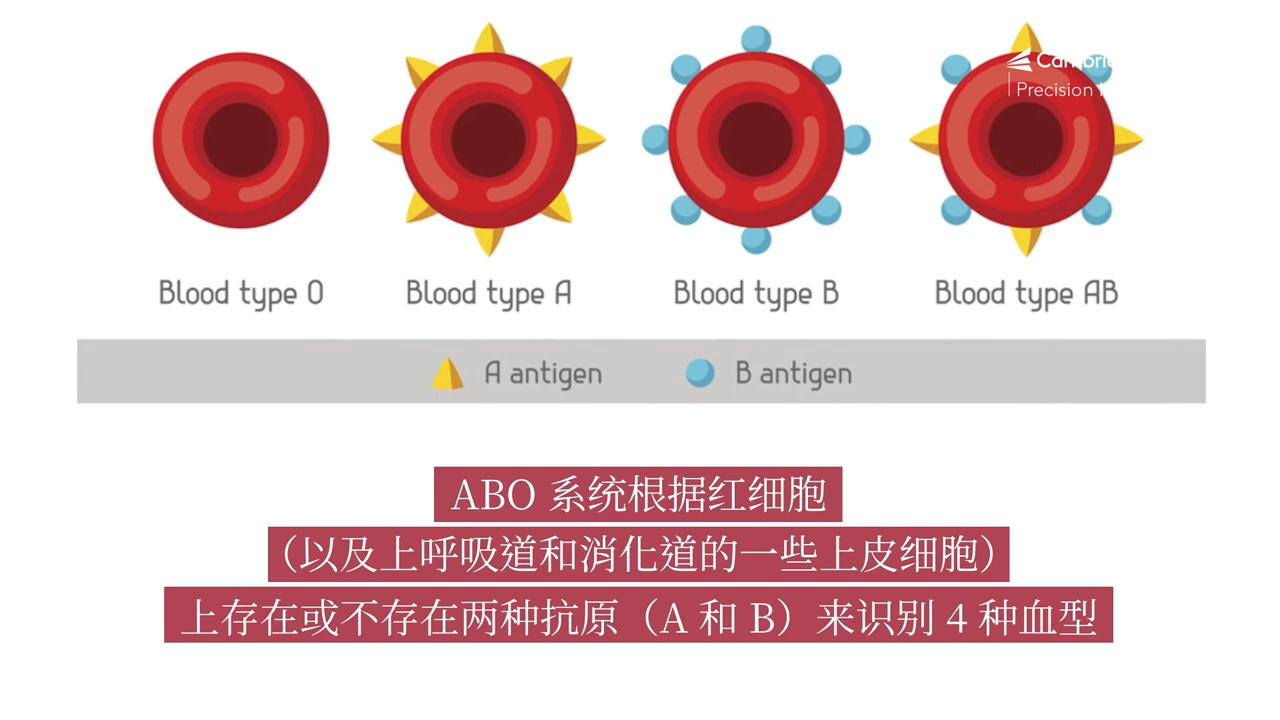 Blood type O
Blood type A
Blood type B
Blood type AB
A antigen
B antigen
ABO 系统根据红细胞
（以及上呼吸道和消化道的一些上皮细胞）
上存在或不存在两种抗原（A 和 B）来识别 4 种血型
Precision